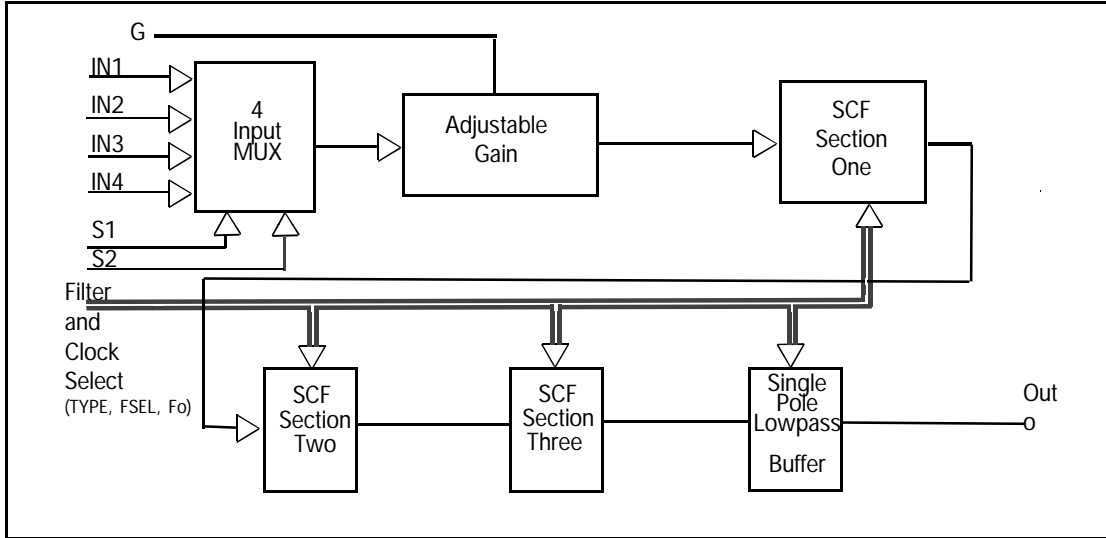 G
IN1
IN2
IN3
IN4
4
Input
MUX
Adjustable
Gain
SCF
Section
One
S1
S2
Filter
and
Clock
Select
(TYPE, FSEL, Fo)
SCF
Section
Two
SCF
Section
Three
Single
Pole
Lowpass
Buffer
Out
o